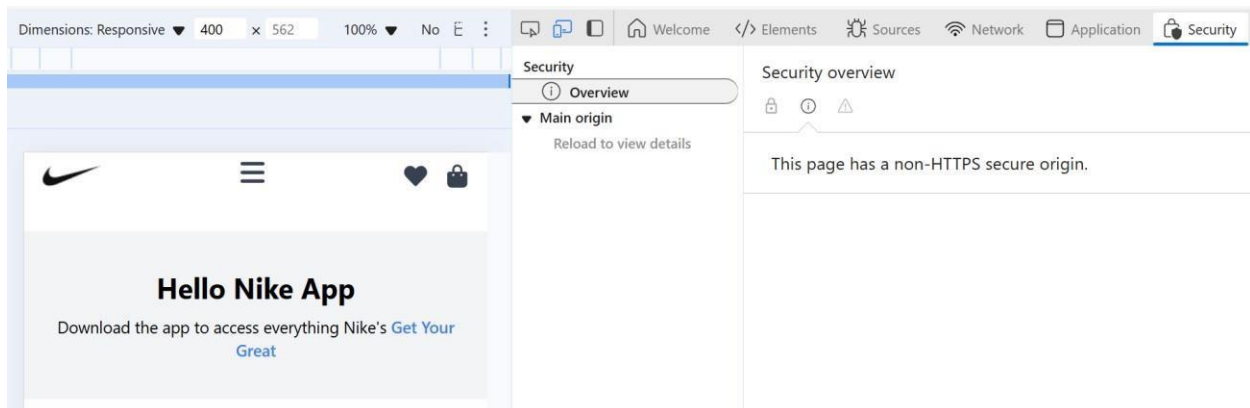 Dimensions: Responsive ▼ 400 × 562 100% ▼ No E ⋮
Welcome </> Elements Sources Network Application Security
Security
Overview
▼ Main origin
Reload to view details
Security overview
This page has a non-HTTPS secure origin.
Hello Nike App
Download the app to access everything Nike's Get Your
Great